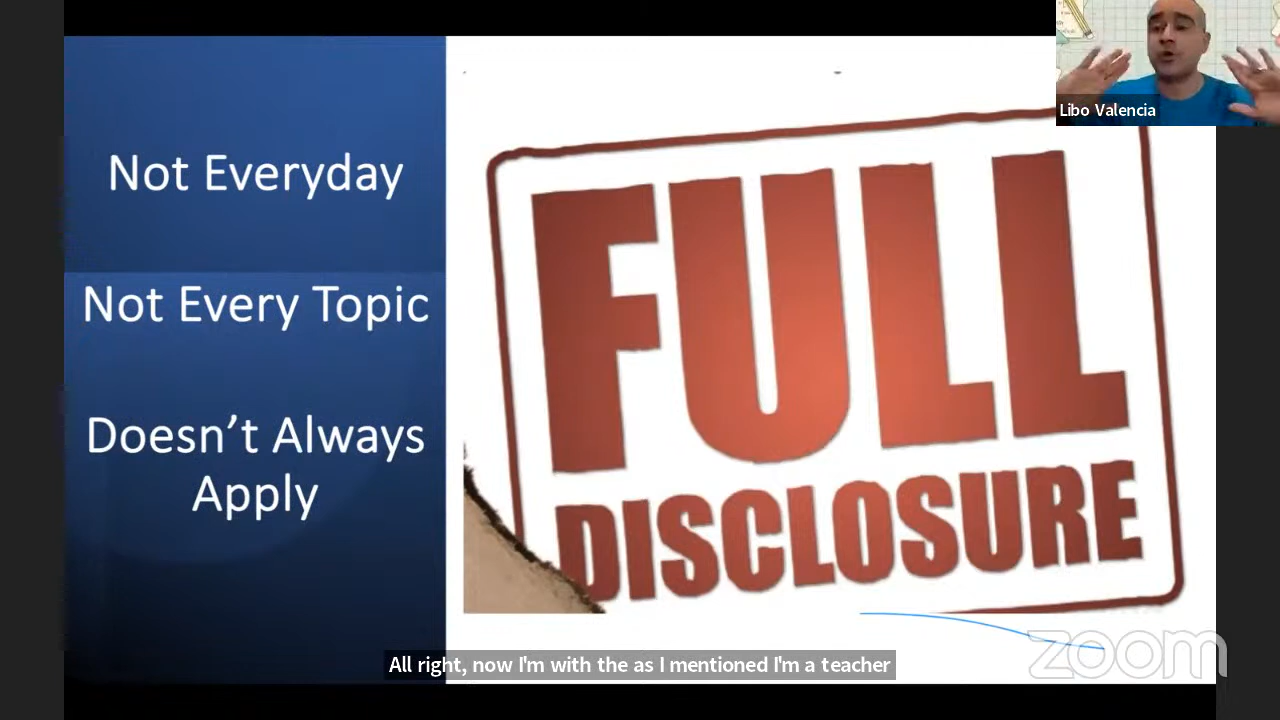 Not Everyday
Not Every Topic
Doesn’t Always
Apply
FULL
DISCLOSURE
Libo Valencia
All right, now I'm with the as I mentioned I'm a teacher
zoom